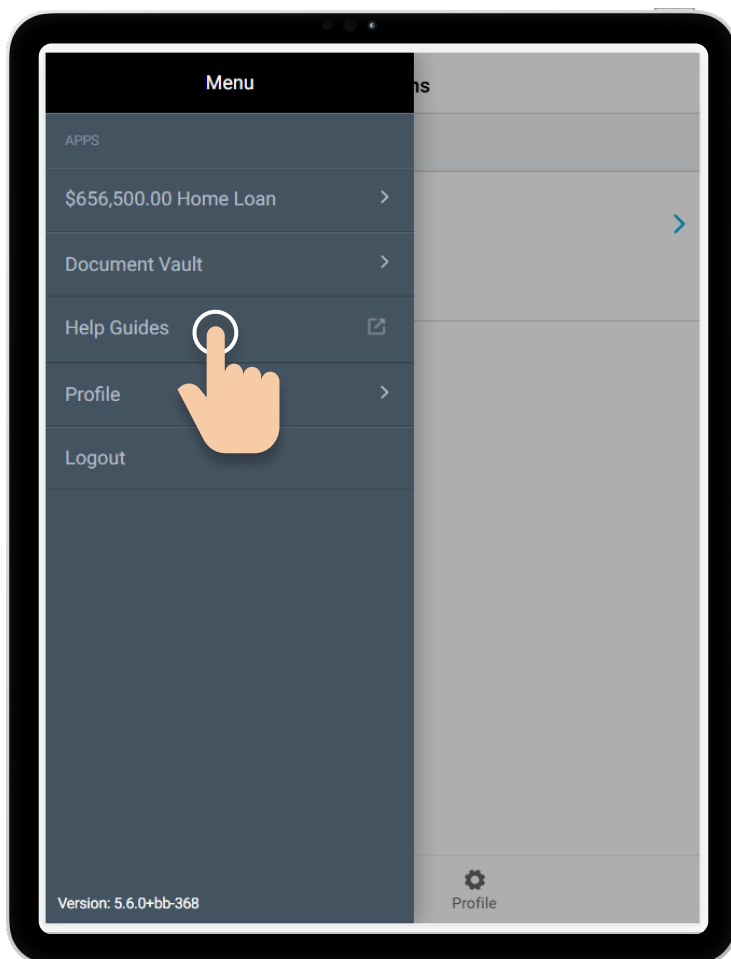 Menu
ns
APPS
$656,500.00 Home Loan
Document Vault
Help Guides
Profile
Logout
Version: 5.6.0+bb-368
Profile